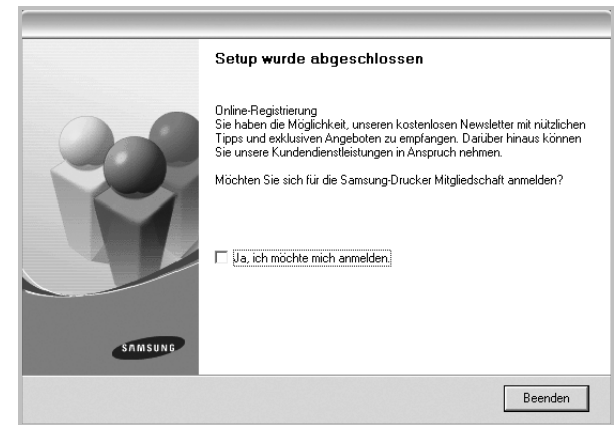 Setup wurde abgeschlossen
Online-Registrierung
Sie haben die Möglichkeit, unseren kostenlosen Newsletter mit nützlichen
Tipps und exklusiven Angeboten zu empfangen. Darüber hinaus können
Sie unsere Kundendienstleistungen in Anspruch nehmen.
Möchten Sie sich für die Samsung-Drucker Mitgliedschaft anmelden?
Ja, ich möchte mich anmelden.
SAMSUNG
Beenden